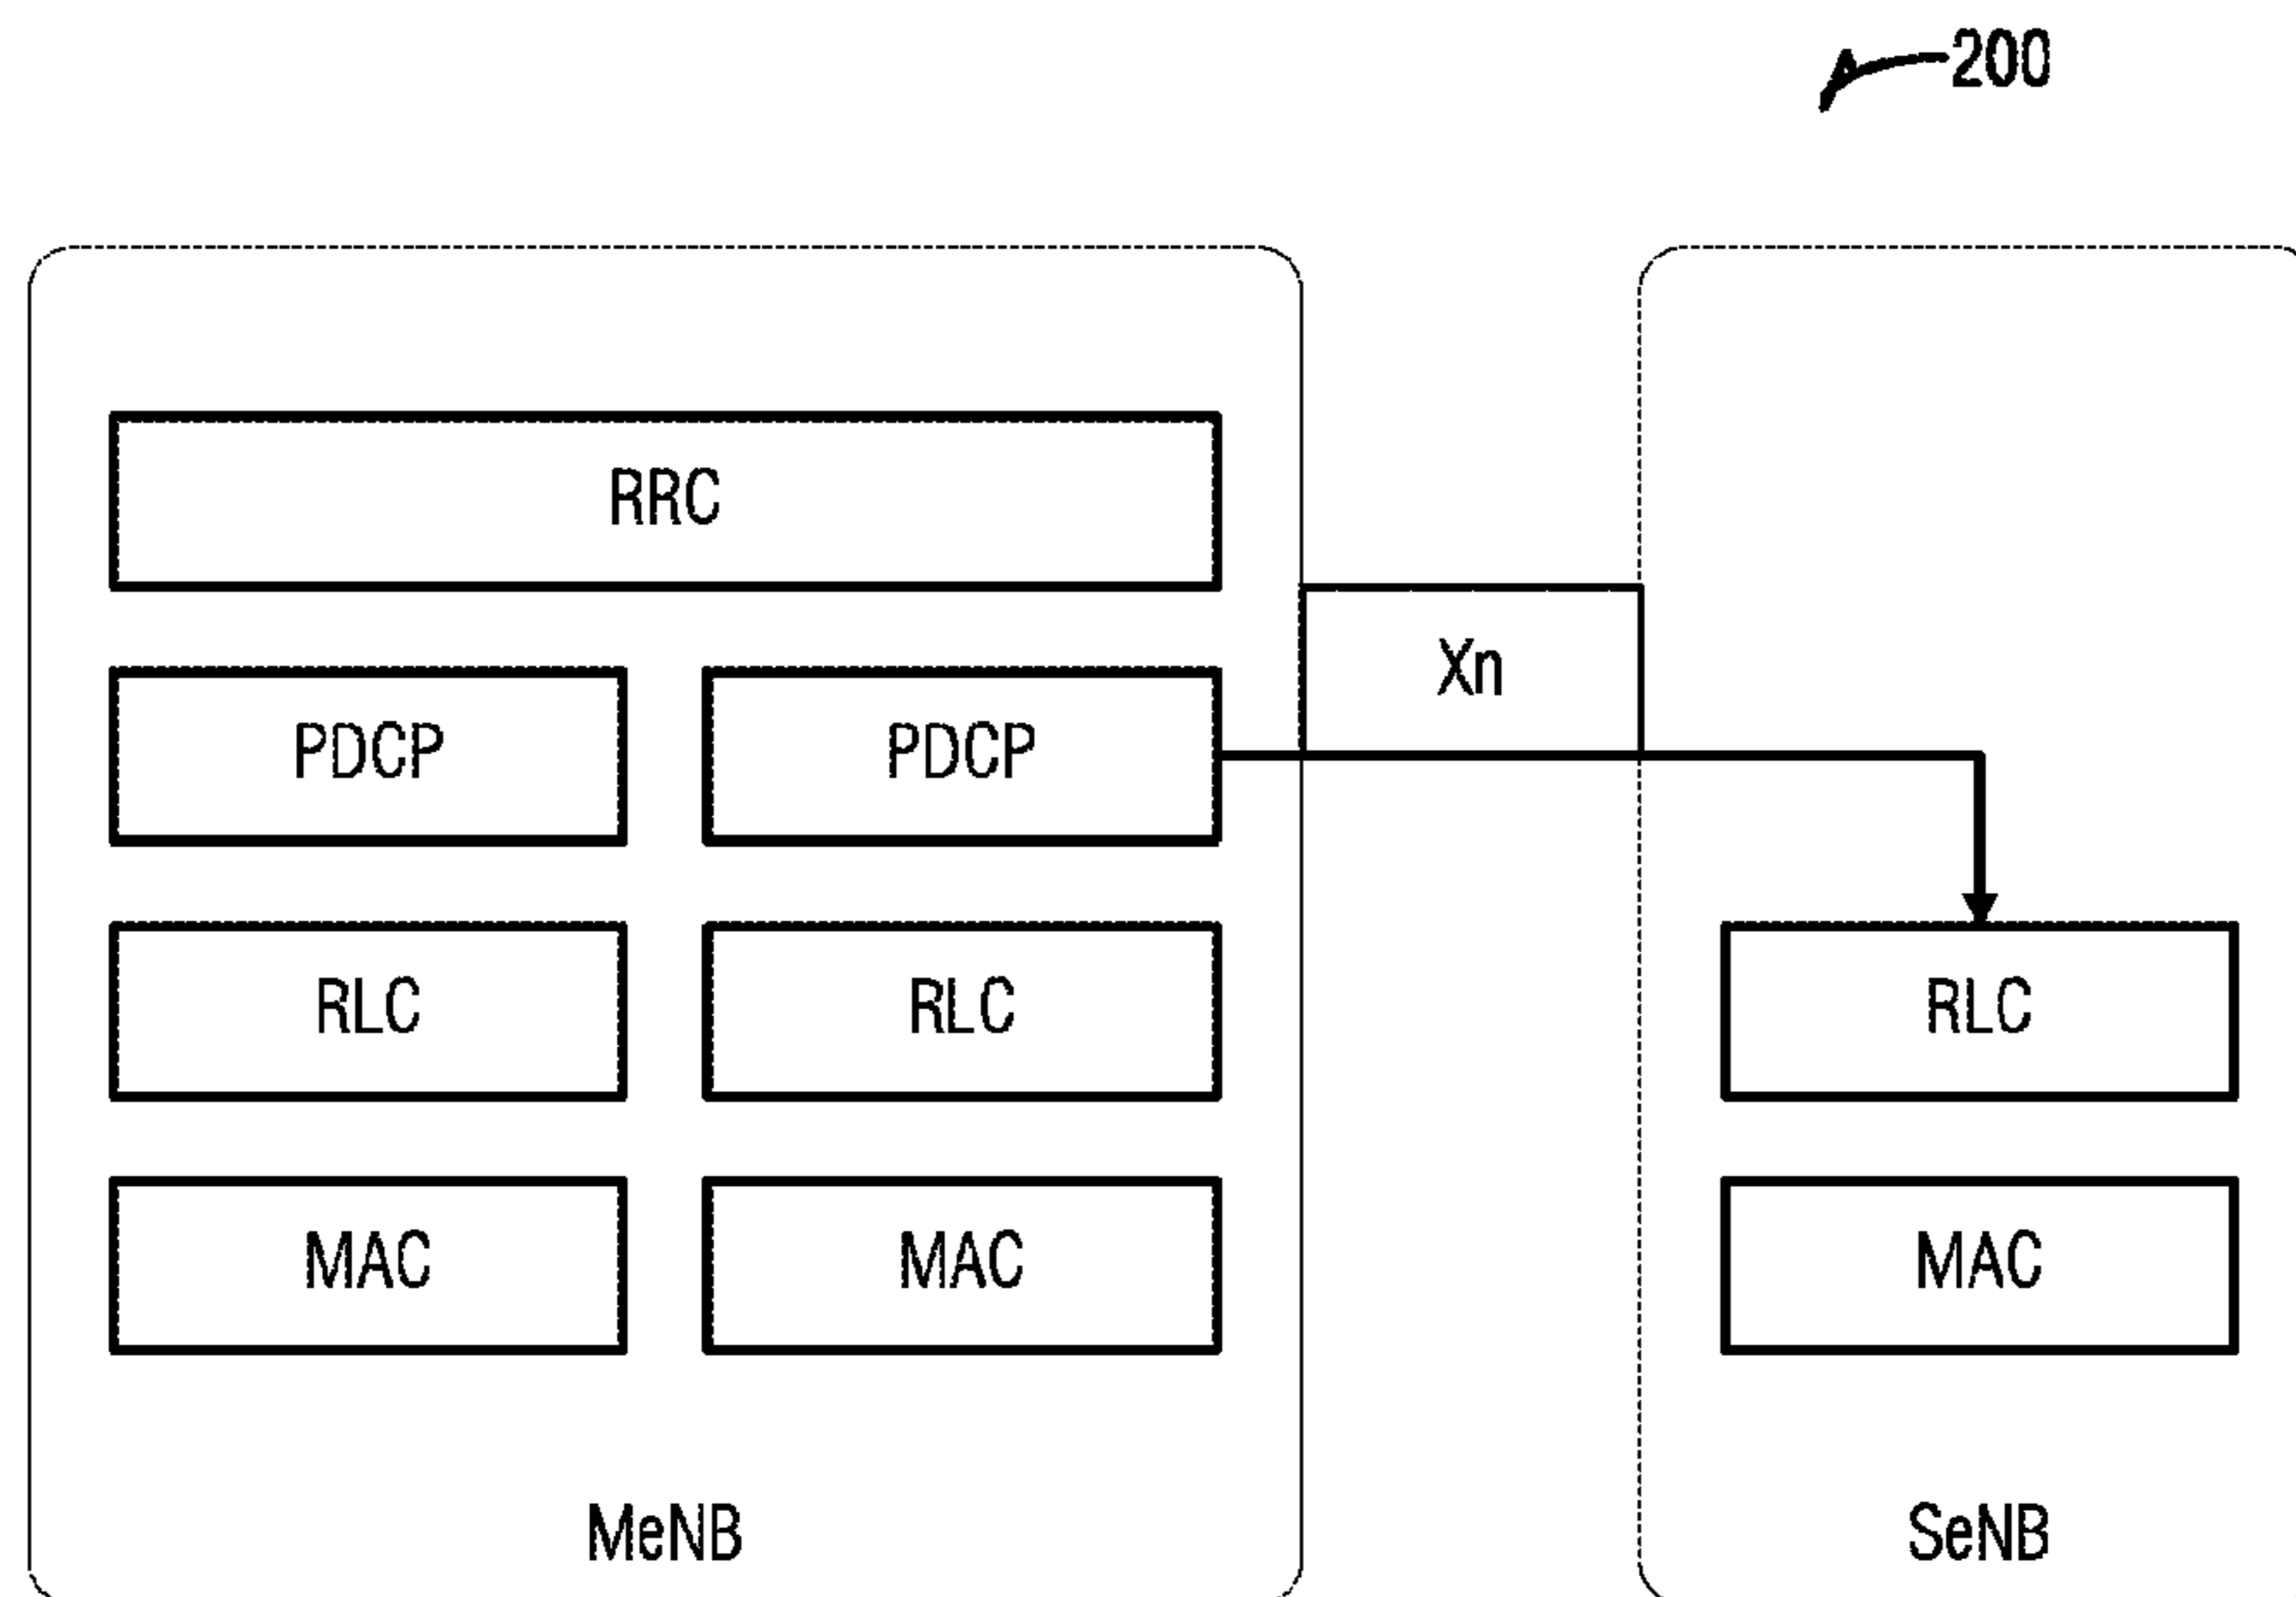 200
RRC
Xn
PDCP PDCP
RLC RLC RLC
MAC MAC MAC
MeNB SeNB